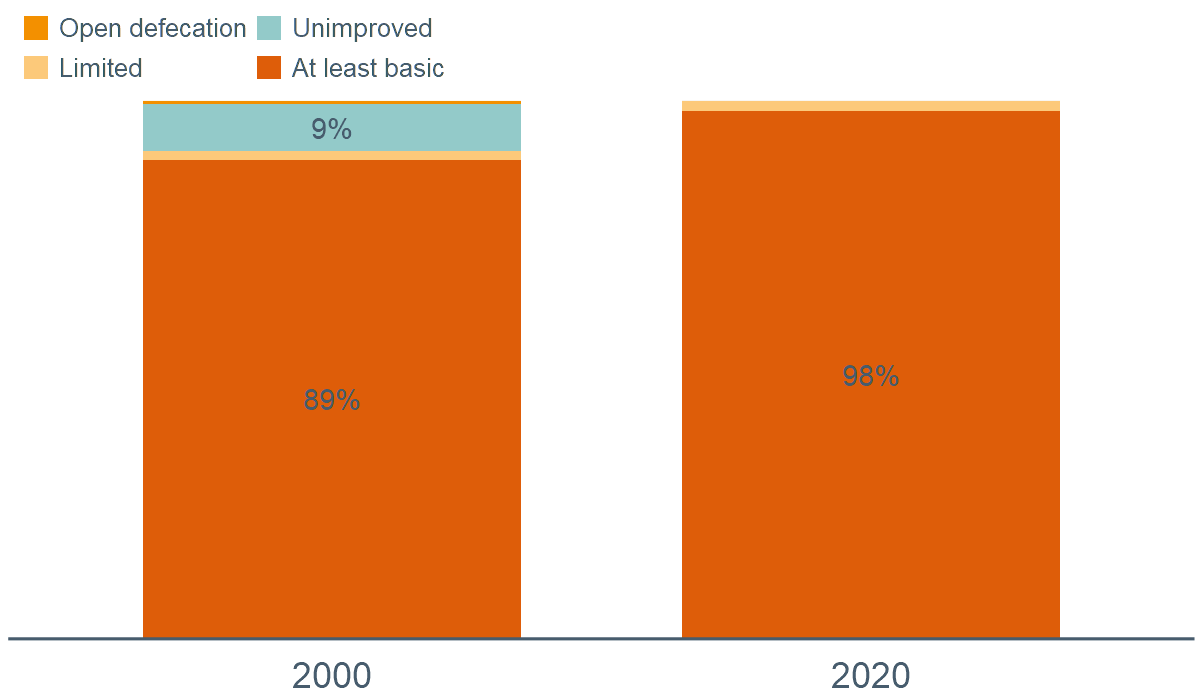 Open defecation Unimproved
Limited At least basic
9%
98%
89%
2000 2020